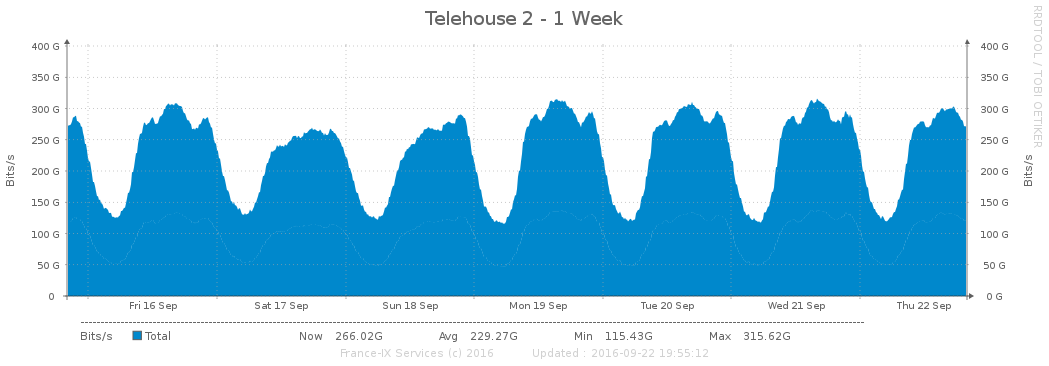 Telehouse 2 - 1 Week
RRDTOOL / TOBI OETIKER
400 G 400 G
350 G 350 G
300 G 300 G
250 G 250 G
200 G 200 G
150 G 150 G
100 G 100 G
50 G 50 G
0 0 G
Bits/s Bits/s
Fri 16 Sep Sat 17 Sep Sun 18 Sep Mon 19 Sep Tue 20 Sep Wed 21 Sep Thu 22 Sep
Bits/s Total Now 266.02G Avg 229.27G Min 115.43G Max 315.62G
France-IX Services (c) 2016 Updated : 2016-09-22 19:55:12